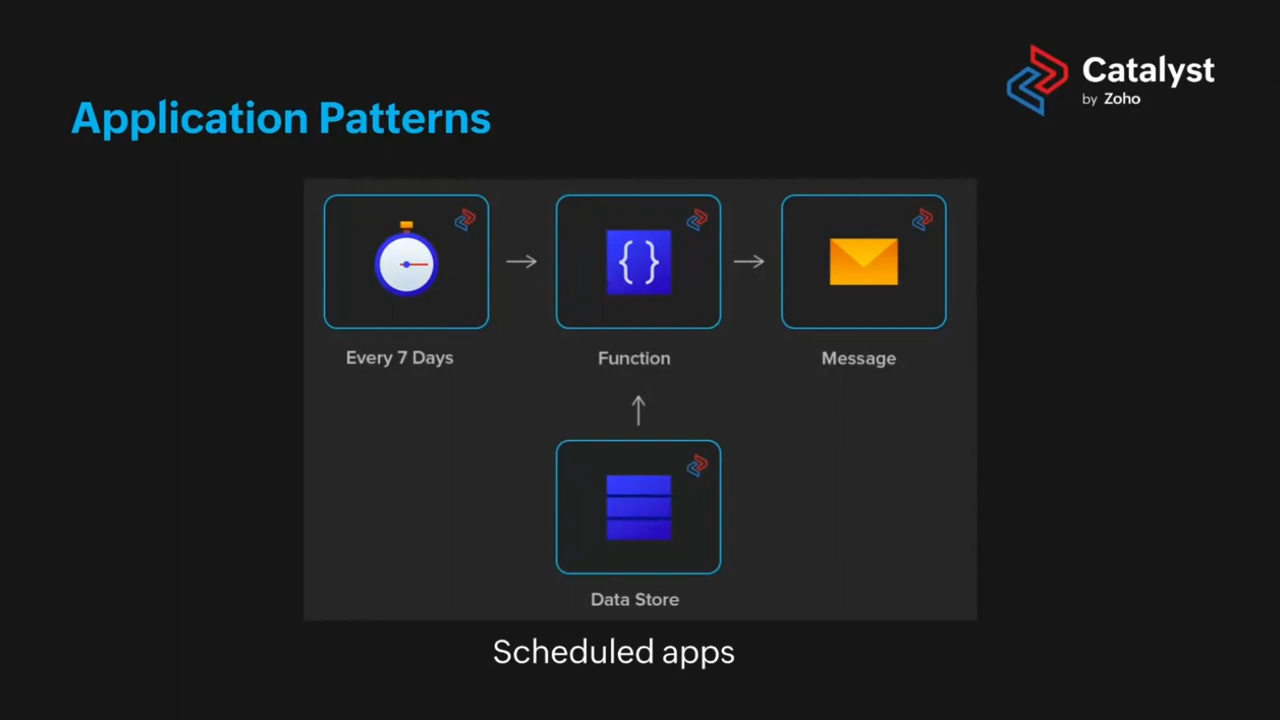 Catalyst
by Zoho
Application Patterns
Every 7 Days
Function
Message
Data Store
Scheduled apps